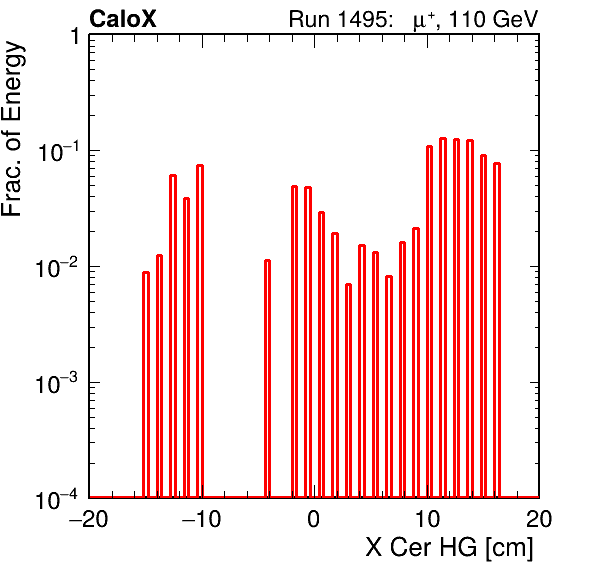 CaloX Run 1495: μ⁺, 110 GeV
Frac. of Energy
1
10⁻¹
10⁻²
10⁻³
10⁻⁴
−20 −10 0 10 20
X Cer HG [cm]